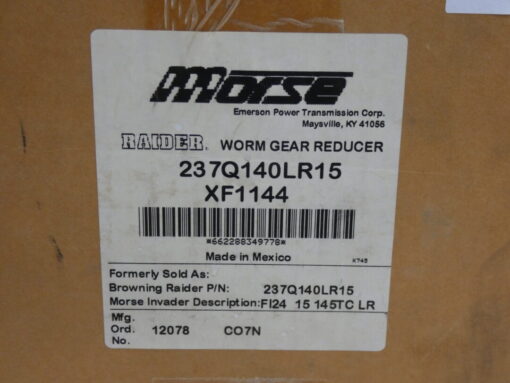 Morse
Emerson Power Transmission Corp.
Maysville, KY 41056
RAIDER® WORM GEAR REDUCER
237Q140LR15
XF1144
*662288349778*
Made in Mexico
K745
Formerly Sold As:
Browning Raider P/N: 237Q140LR15
Morse Invader Description:FI24 15 145TC LR
Mfg.
Ord. 12078 CO7N
No.